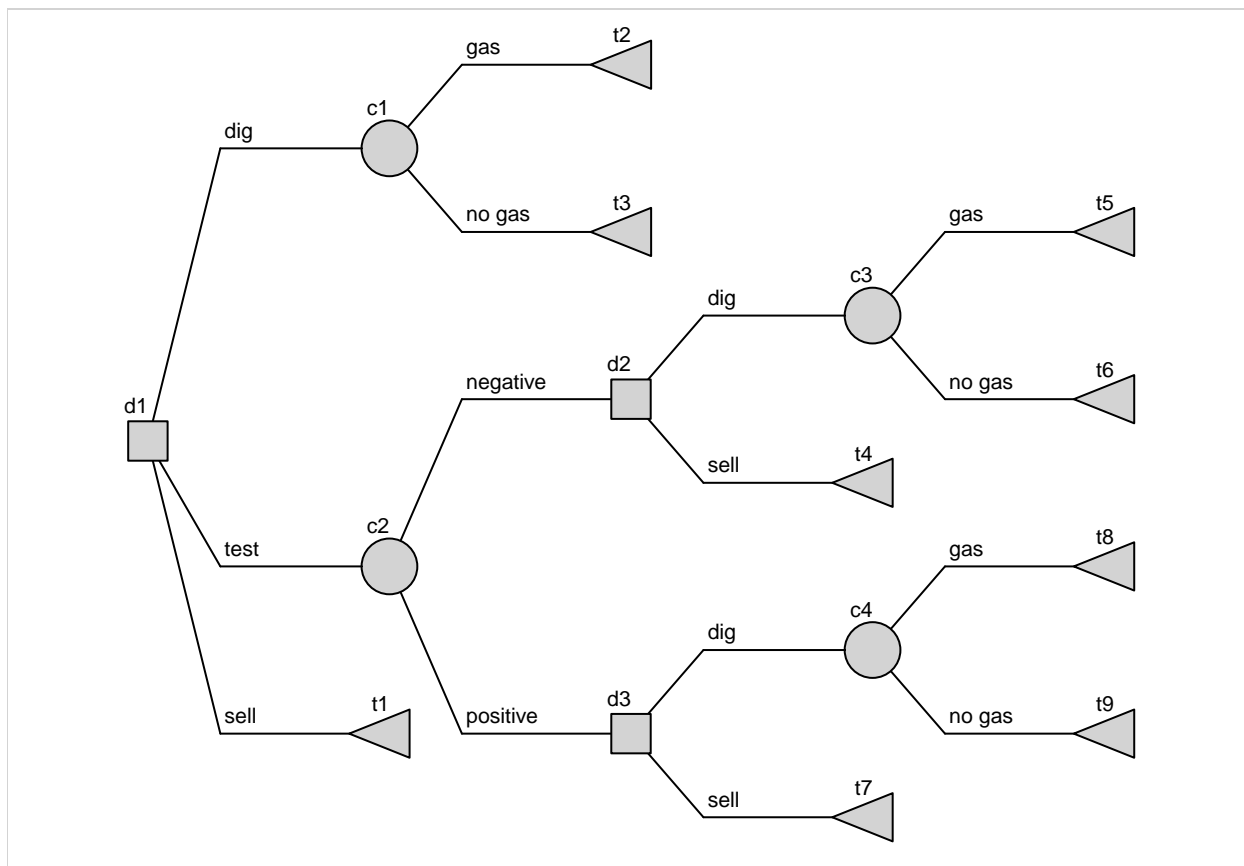 t2
gas
c1
dig
t3
no gas
t5
gas
c3
dig
d2
t6
negative
no gas
d1
t4
sell
c2
t8
test
gas
c4
dig
d3
t1
t9
sell
positive
no gas
t7
sell